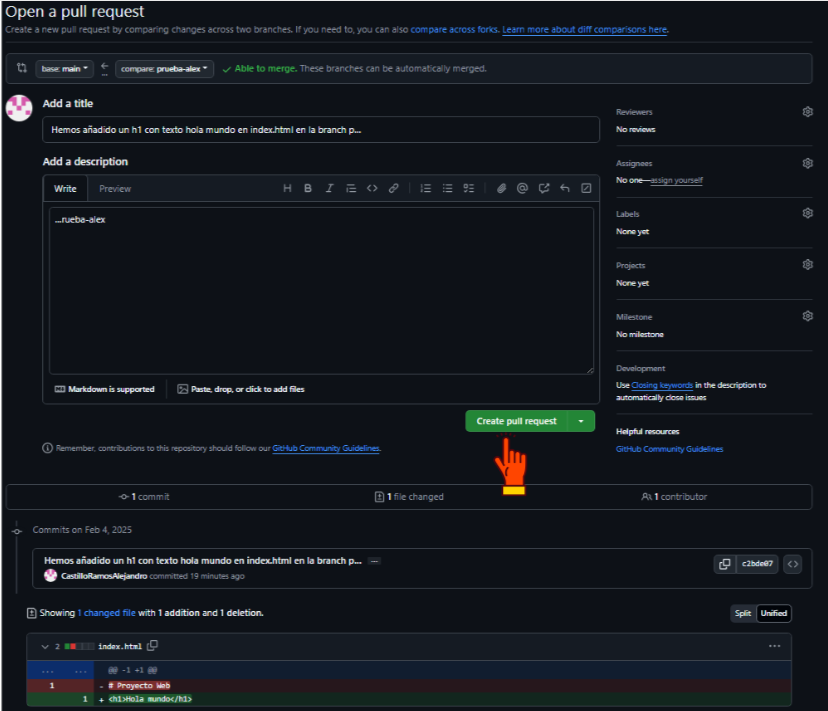 Open a pull request
Create a new pull request by comparing changes across two branches. If you need to, you can also compare across forks. Learn more about diff comparisons here.
base: main
compare: prueba-alex
Able to merge. These branches can be automatically merged.
Add a title
Hemos añadido un h1 con texto hola mundo en index.html en la branch p...
Add a description
Write Preview
...rueba-alex
Markdown is supported
Paste, drop, or click to add files
Create pull request
Remember, contributions to this repository should follow our GitHub Community Guidelines.
Reviewers
No reviews
Assignees
No one—assign yourself
Labels
None yet
Projects
None yet
Milestone
No milestone
Development
Use Closing keywords in the description to
automatically close issues
Helpful resources
GitHub Community Guidelines
1 commit
1 file changed
1 contributor
Commits on Feb 4, 2025
Hemos añadido un h1 con texto hola mundo en index.html en la branch p... ...
CastilloRamosAlejandro committed 19 minutes ago
c2bde07
Showing 1 changed file with 1 addition and 1 deletion.
Split Unified
2 index.html
... ... @@ -1 +1 @@
1 - # Proyecto Web
1 + <h1>Hola mundo</h1>